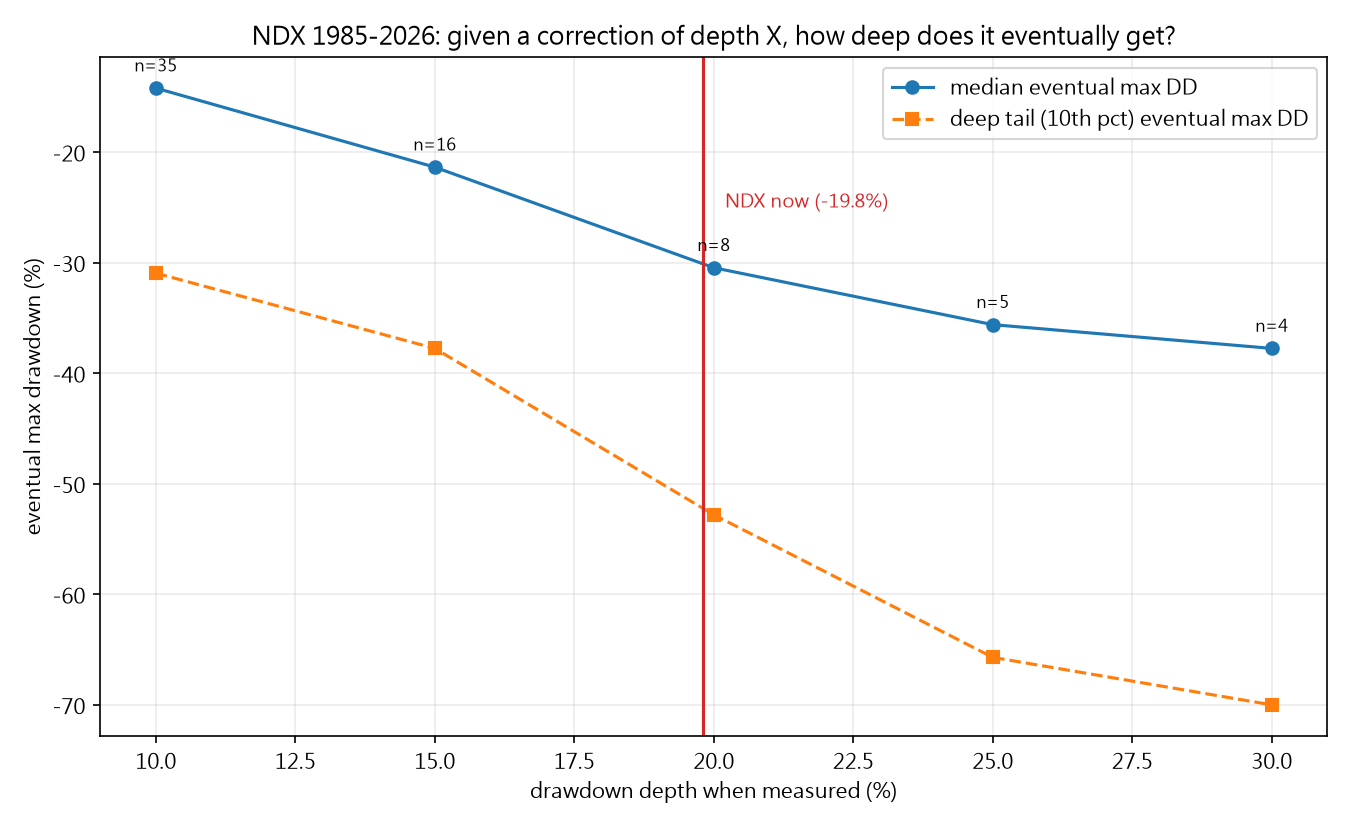 NDX 1985-2026: given a correction of depth X, how deep does it eventually get?
n=35
median eventual max DD
deep tail (10th pct) eventual max DD
n=16
-20
NDX now (-19.8%)
n=8
-30
n=5
n=4
-40
-50
-60
-70
eventual max drawdown (%)
10.0 12.5 15.0 17.5 20.0 22.5 25.0 27.5 30.0
drawdown depth when measured (%)